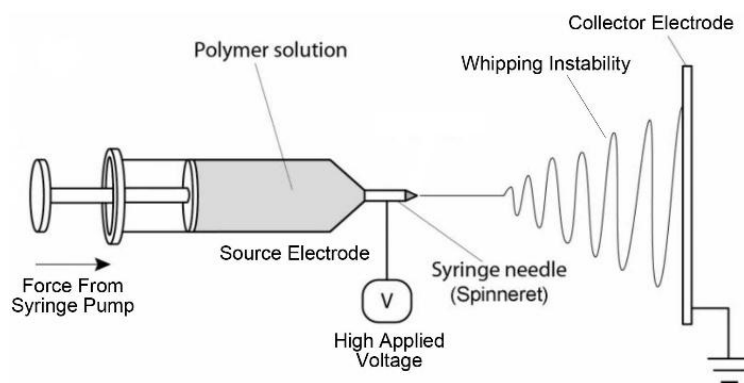 Collector Electrode
Polymer solution
Whipping Instability
Source Electrode
Force From
Syringe Pump
Syringe needle
(Spinneret)
V
High Applied
Voltage